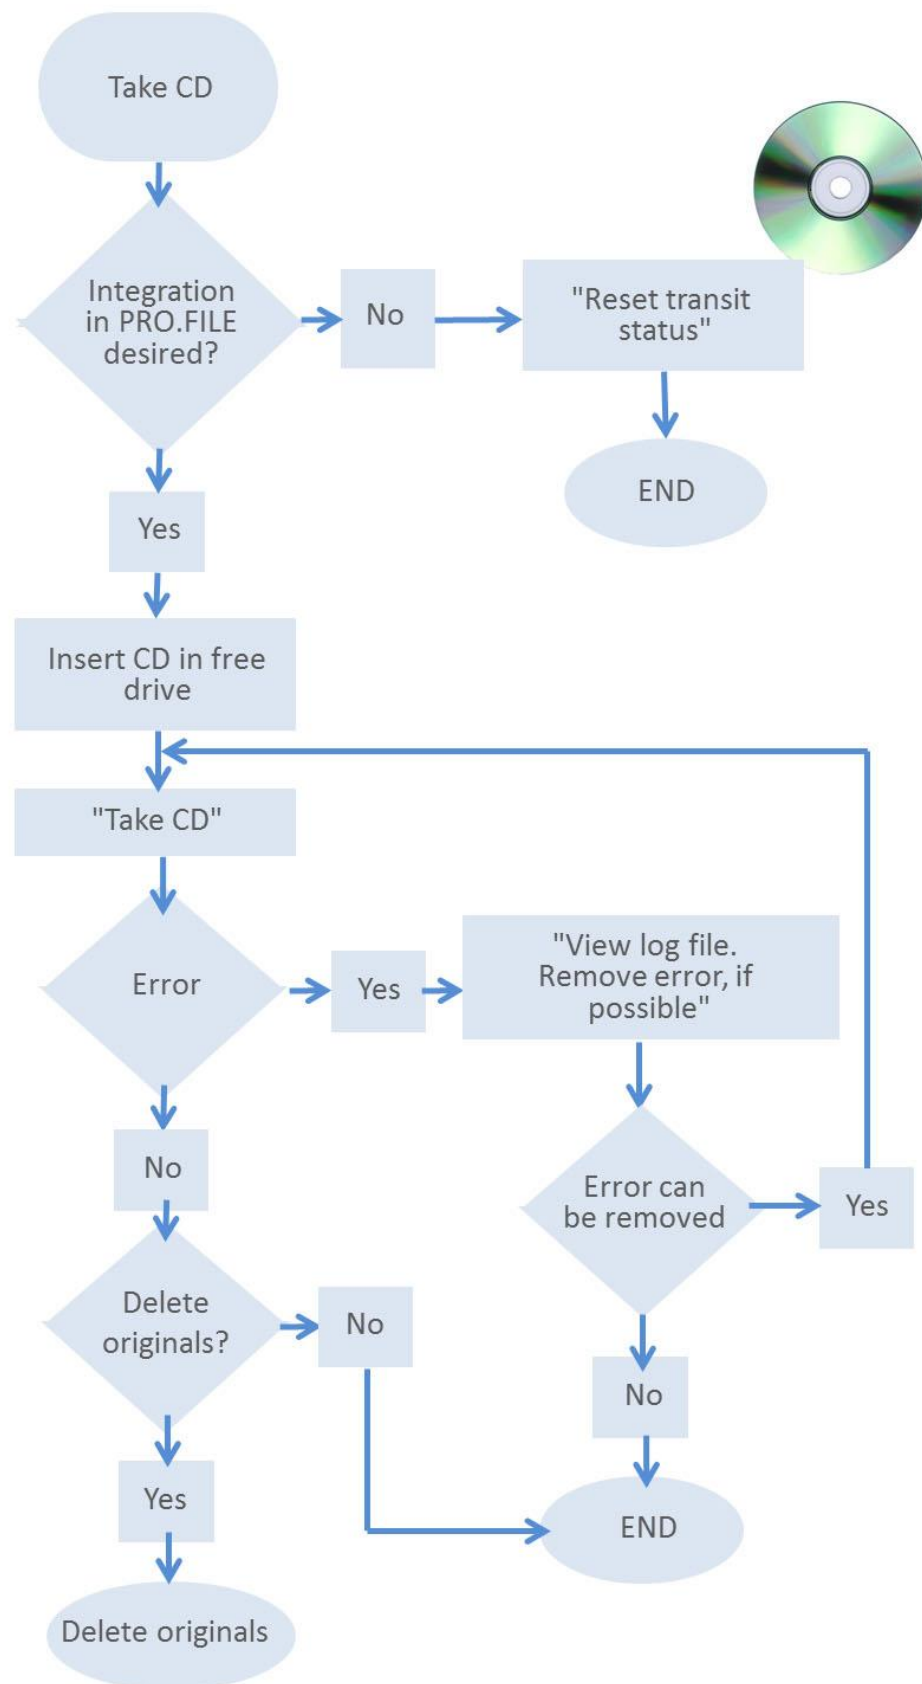 Take CD
Integration
in PRO.FILE
desired?
No
"Reset transit
status"
END
Yes
Insert CD in free
drive
"Take CD"
Error
Yes
"View log file.
Remove error, if
possible"
No
Error can
be removed
Yes
Delete
originals?
No
No
Yes
END
Delete originals